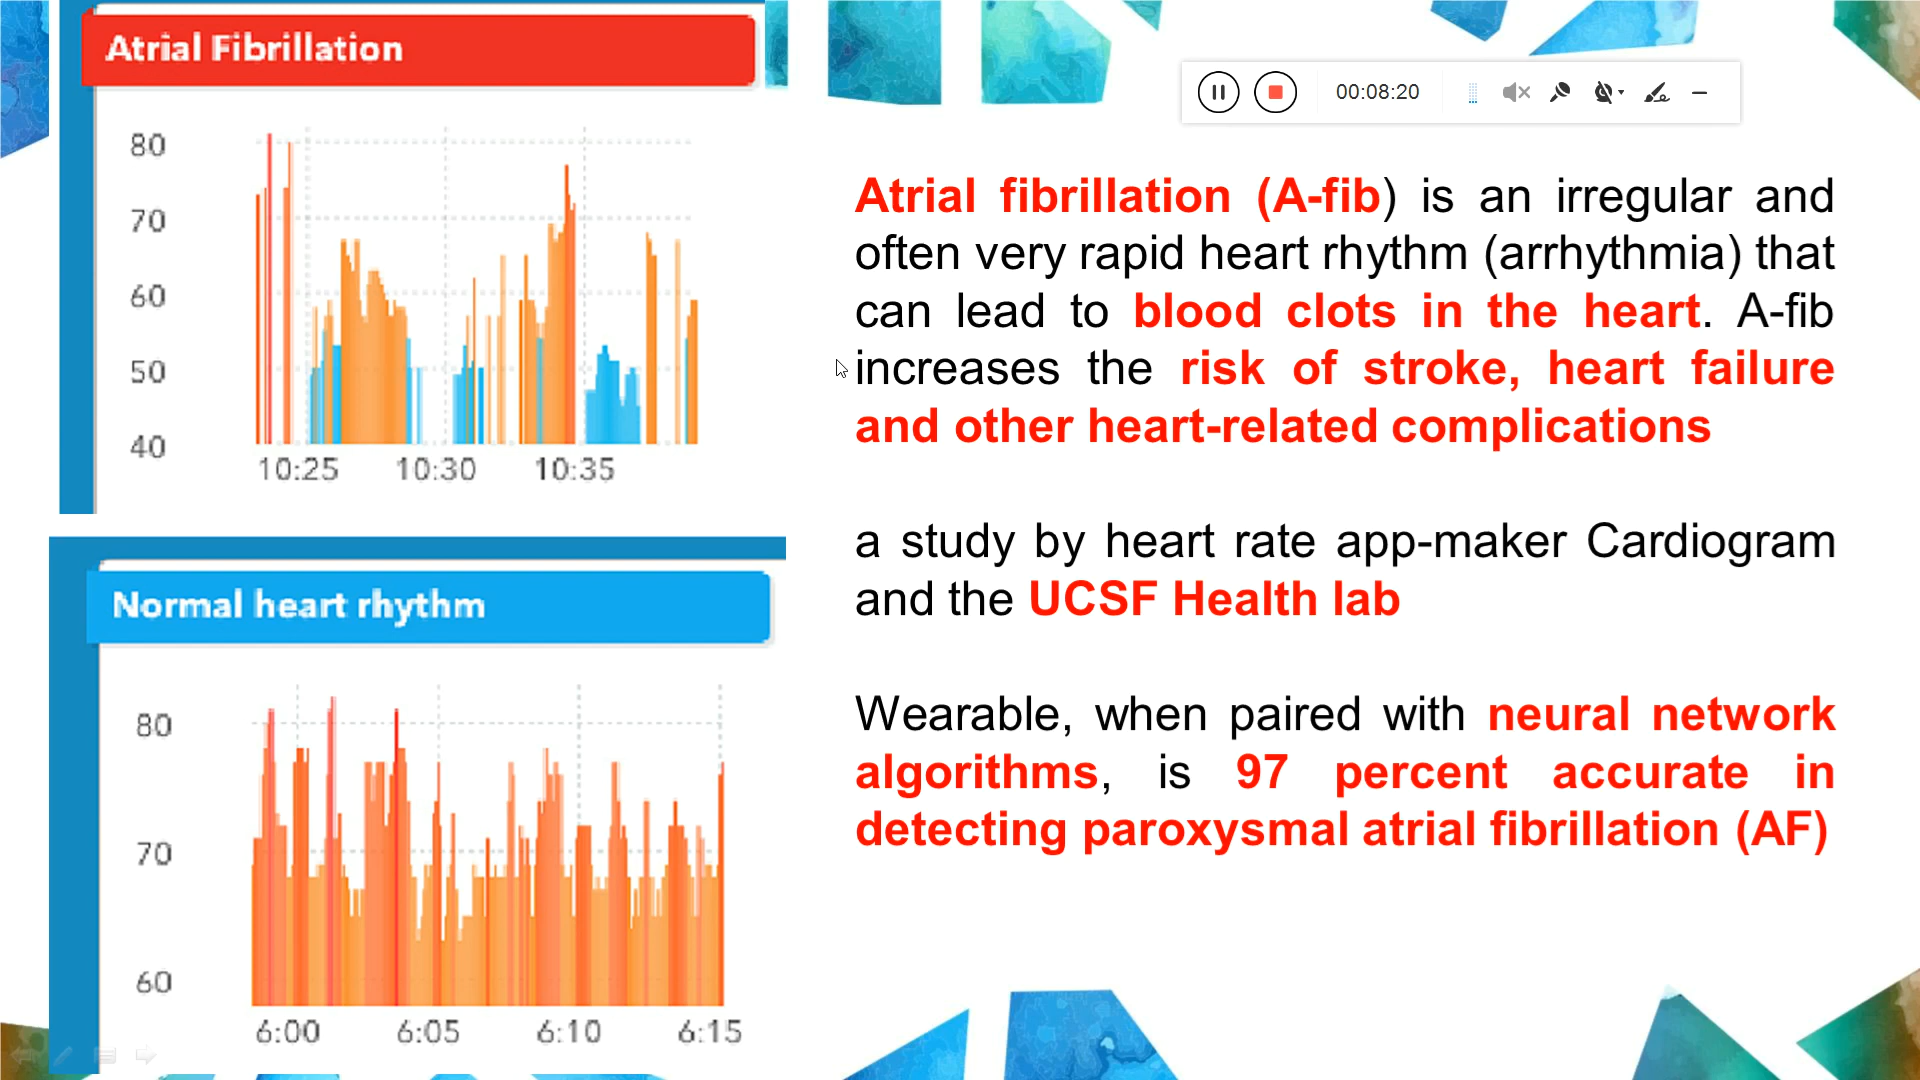 Atrial Fibrillation
80
70
60
50
40
10:25 10:30 10:35
Normal heart rhythm
80
70
60
6:00 6:05 6:10 6:15
00:08:20
Atrial fibrillation (A-fib) is an irregular and
often very rapid heart rhythm (arrhythmia) that
can lead to blood clots in the heart. A-fib
increases the risk of stroke, heart failure
and other heart-related complications
a study by heart rate app-maker Cardiogram
and the UCSF Health lab
Wearable, when paired with neural network
algorithms, is 97 percent accurate in
detecting paroxysmal atrial fibrillation (AF)